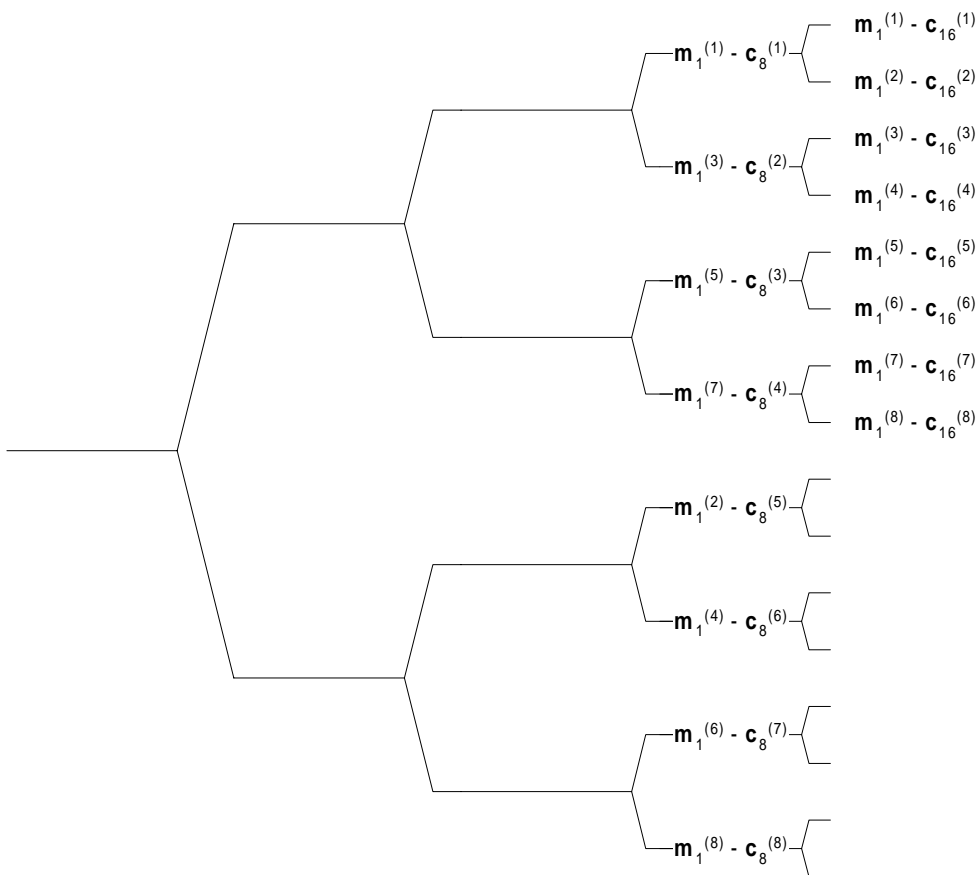 m₁⁽¹⁾ - c₁₆⁽¹⁾
m₁⁽¹⁾ - c₈⁽¹⁾
m₁⁽²⁾ - c₁₆⁽²⁾
m₁⁽³⁾ - c₁₆⁽³⁾
m₁⁽³⁾ - c₈⁽²⁾
m₁⁽⁴⁾ - c₁₆⁽⁴⁾
m₁⁽⁵⁾ - c₁₆⁽⁵⁾
m₁⁽⁵⁾ - c₈⁽³⁾
m₁⁽⁶⁾ - c₁₆⁽⁶⁾
m₁⁽⁷⁾ - c₁₆⁽⁷⁾
m₁⁽⁷⁾ - c₈⁽⁴⁾
m₁⁽⁸⁾ - c₁₆⁽⁸⁾
m₁⁽²⁾ - c₈⁽⁵⁾
m₁⁽⁴⁾ - c₈⁽⁶⁾
m₁⁽⁶⁾ - c₈⁽⁷⁾
m₁⁽⁸⁾ - c₈⁽⁸⁾